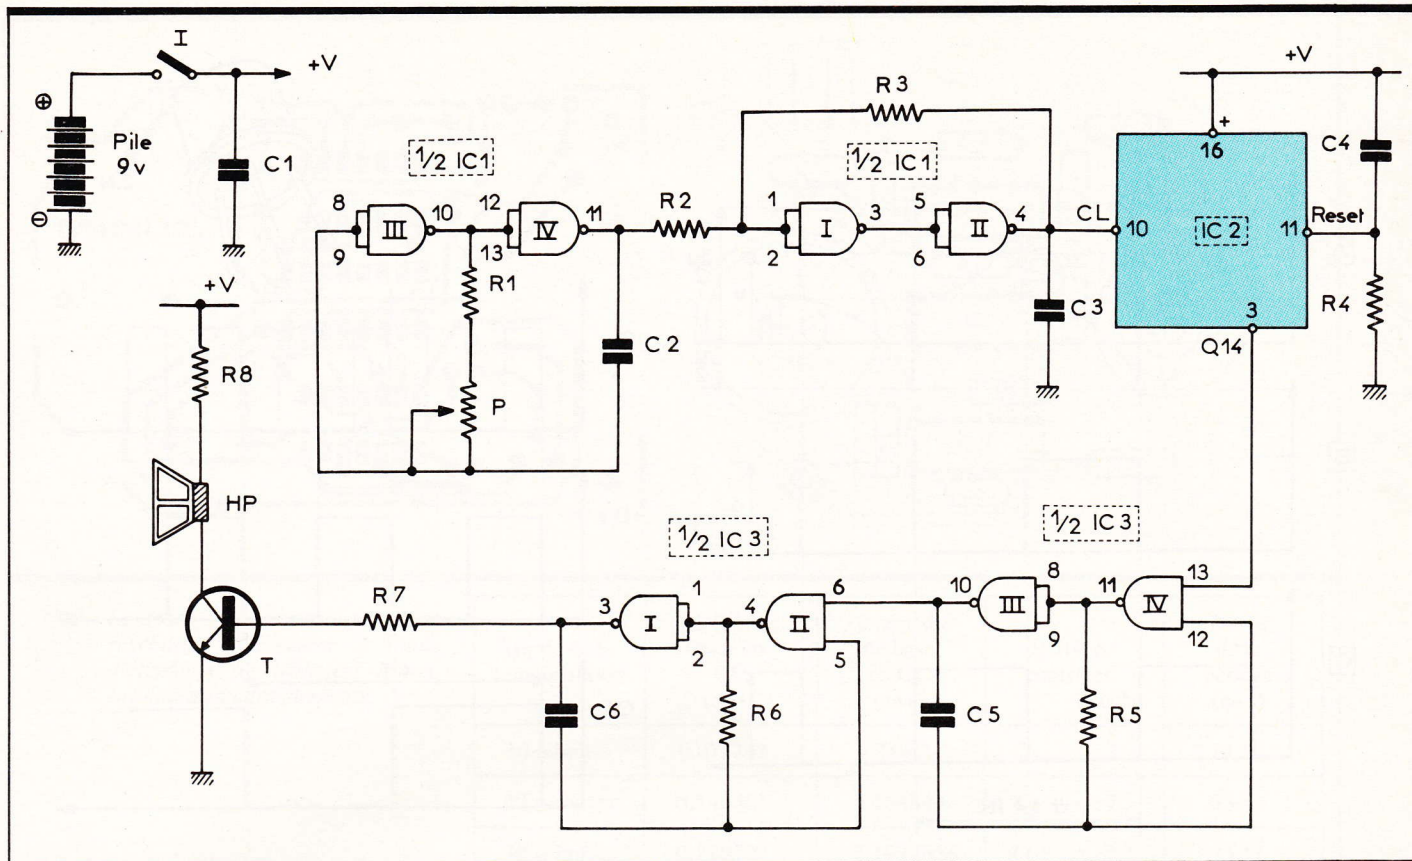 I
+V
⊕
Pile
9v
⊖
C1
1/2 IC1
8
9
III
10
12
13
IV
11
R1
P
C2
R2
R3
1/2 IC1
1
2
I
3
5
6
II
4
C3
CL
10
+V
+
16
IC2
11
Reset
3
Q14
C4
R4
+V
R8
HP
T
R7
1/2 IC3
3
I
1
2
4
II
6
5
C6
R6
1/2 IC3
10
III
8
9
11
IV
13
12
C5
R5